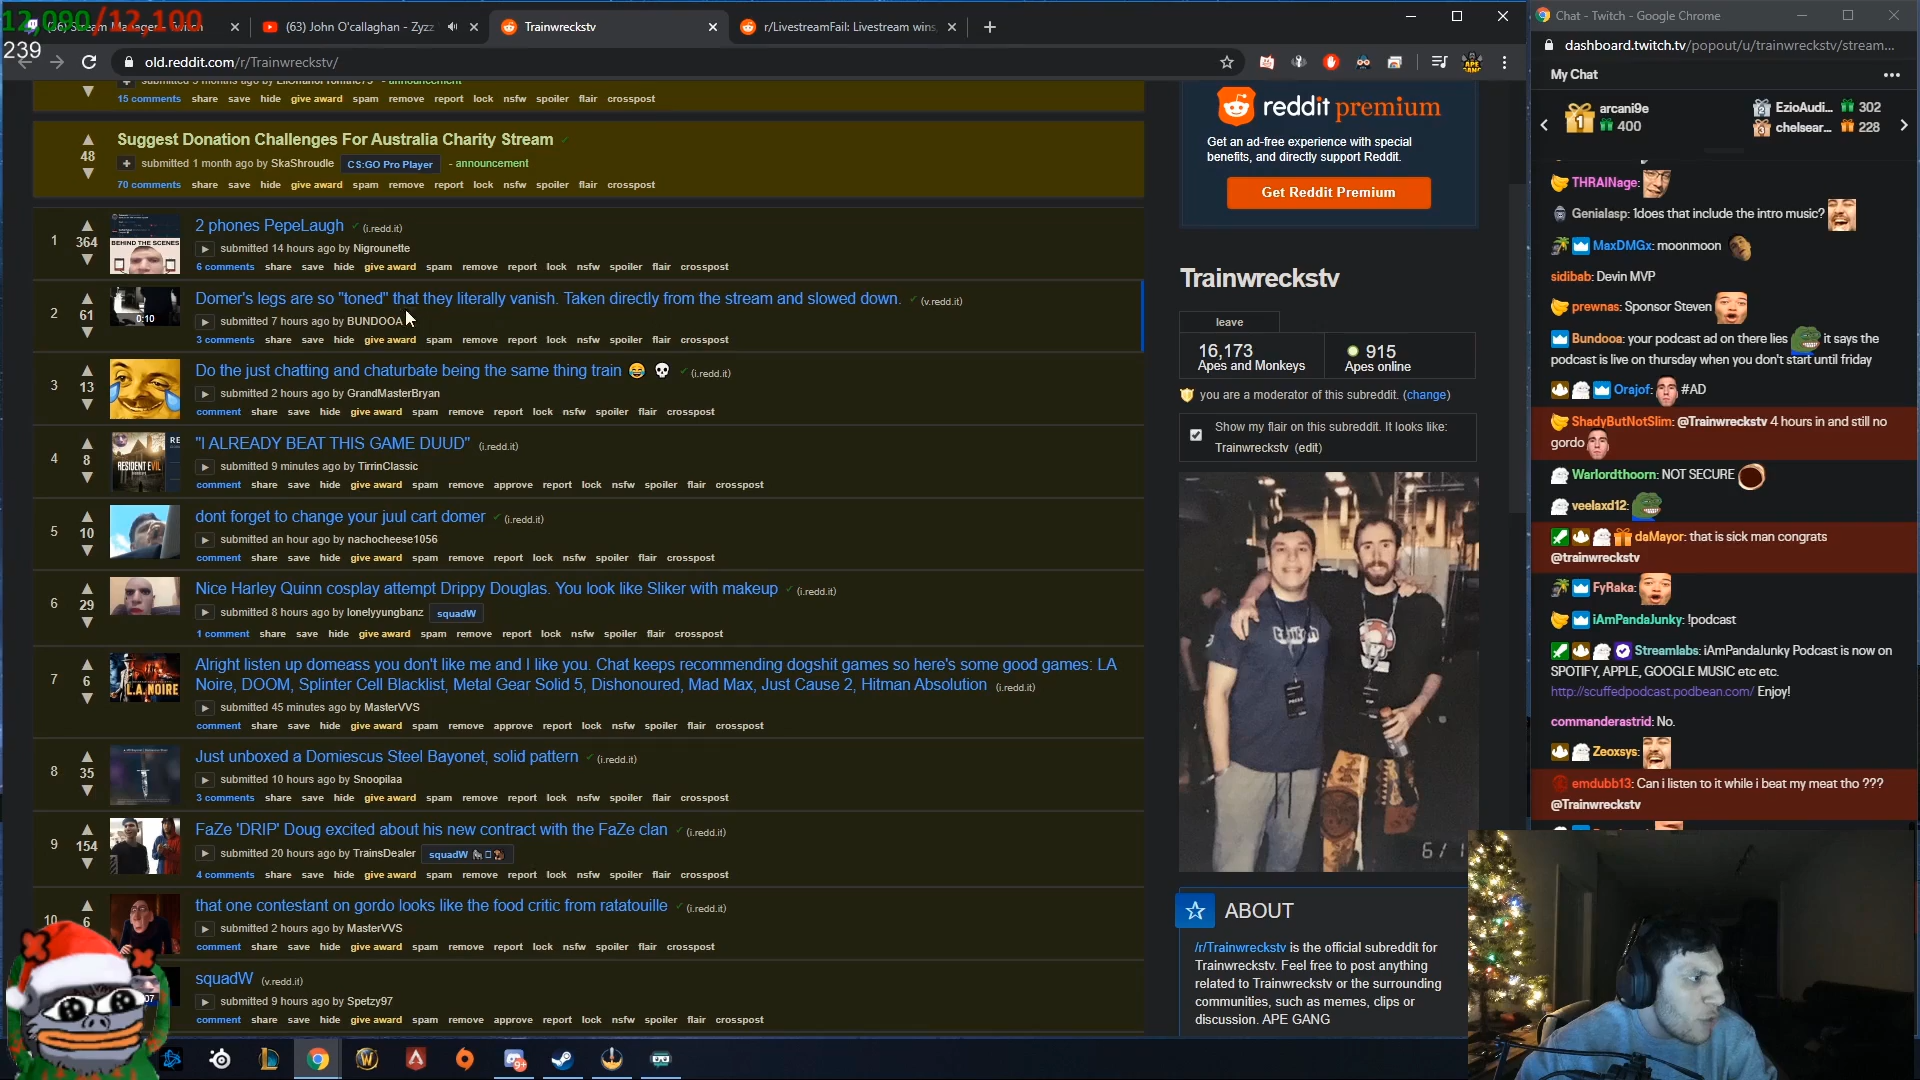 12,090/12,100
239
(56) Stream Manager - Twitch
(63) John O'callaghan - Zyzz
Trainwreckstv
r/LivestreamFail: Livestream wins,
old.reddit.com/r/Trainwreckstv/
15 comments share save hide give award spam remove report lock nsfw spoiler flair crosspost
48
Suggest Donation Challenges For Australia Charity Stream
submitted 1 month ago by SkaShroudle CS:GO Pro Player - announcement
70 comments share save hide give award spam remove report lock nsfw spoiler flair crosspost
1
364
BEHIND THE SCENES
2 phones PepeLaugh (i.redd.it)
submitted 14 hours ago by Nigrounette
6 comments share save hide give award spam remove report lock nsfw spoiler flair crosspost
2
61
0:10
Domer's legs are so "toned" that they literally vanish. Taken directly from the stream and slowed down. (v.redd.it)
submitted 7 hours ago by BUNDOOA
3 comments share save hide give award spam remove report lock nsfw spoiler flair crosspost
3
13
Do the just chatting and chaturbate being the same thing train 😂 💀 (i.redd.it)
submitted 2 hours ago by GrandMasterBryan
comment share save hide give award spam remove report lock nsfw spoiler flair crosspost
4
8
RESIDENT EVIL
"I ALREADY BEAT THIS GAME DUUD" (i.redd.it)
submitted 9 minutes ago by TirrinClassic
comment share save hide give award spam remove approve report lock nsfw spoiler flair crosspost
5
10
dont forget to change your juul cart domer (i.redd.it)
submitted an hour ago by nachocheese1056
comment share save hide give award spam remove report lock nsfw spoiler flair crosspost
6
29
Nice Harley Quinn cosplay attempt Drippy Douglas. You look like Sliker with makeup (i.redd.it)
submitted 8 hours ago by lonelyyungbanz squadW
1 comment share save hide give award spam remove report lock nsfw spoiler flair crosspost
7
6
L.A. NOIRE
Alright listen up domeass you don't like me and I like you. Chat keeps recommending dogshit games so here's some good games: LA
Noire, DOOM, Splinter Cell Blacklist, Metal Gear Solid 5, Dishonoured, Mad Max, Just Cause 2, Hitman Absolution (i.redd.it)
submitted 45 minutes ago by MasterVVS
comment share save hide give award spam remove approve report lock nsfw spoiler flair crosspost
8
35
Just unboxed a Domiescus Steel Bayonet, solid pattern (i.redd.it)
submitted 10 hours ago by Snoopilaa
3 comments share save hide give award spam remove report lock nsfw spoiler flair crosspost
9
154
FaZe 'DRIP' Doug excited about his new contract with the FaZe clan (i.redd.it)
submitted 20 hours ago by TrainsDealer squadW
4 comments share save hide give award spam remove report lock nsfw spoiler flair crosspost
10
6
that one contestant on gordo looks like the food critic from ratatouille (i.redd.it)
submitted 2 hours ago by MasterVVS
comment share save hide give award spam remove report lock nsfw spoiler flair crosspost
squadW (v.redd.it)
submitted 9 hours ago by Spetzy97
comment share save hide give award spam remove approve report lock nsfw spoiler flair crosspost
reddit premium
Get an ad-free experience with special
benefits, and directly support Reddit.
Get Reddit Premium
Trainwreckstv
leave
16,173
Apes and Monkeys
915
Apes online
you are a moderator of this subreddit. (change)
Show my flair on this subreddit. It looks like:
Trainwreckstv (edit)
twitch
PRESS
VIP
6/1
ABOUT
/r/Trainwreckstv is the official subreddit for
Trainwreckstv. Feel free to post anything
related to Trainwreckstv or the surrounding
communities, such as memes, clips or
discussion. APE GANG
Chat - Twitch - Google Chrome
dashboard.twitch.tv/popout/u/trainwreckstv/stream...
My Chat
1 arcani9e
400
2 EzioAudi... 302
3 chelsear... 228
THRAINage:
Genialasp: 1does that include the intro music?
MaxDMGx: moonmoon
sidibab: Devin MVP
prewnas: Sponsor Steven
Bundooa: your podcast ad on there lies it says the
podcast is live on thursday when you don't start until friday
Orajof: #AD
ShadyButNotSlim: @Trainwreckstv 4 hours in and still no
gordo
Warlordthoorn: NOT SECURE
veelaxd12:
daMayor: that is sick man congrats
@trainwreckstv
FyRaka:
iAmPandaJunky: !podcast
Streamlabs: iAmPandaJunky Podcast is now on
SPOTIFY, APPLE, GOOGLE MUSIC etc etc.
http://scuffedpodcast.podbean.com/ Enjoy!
commanderastrid: No.
Zeoxsys:
emdubb13: Can i listen to it while i beat my meat tho ???
@Trainwreckstv